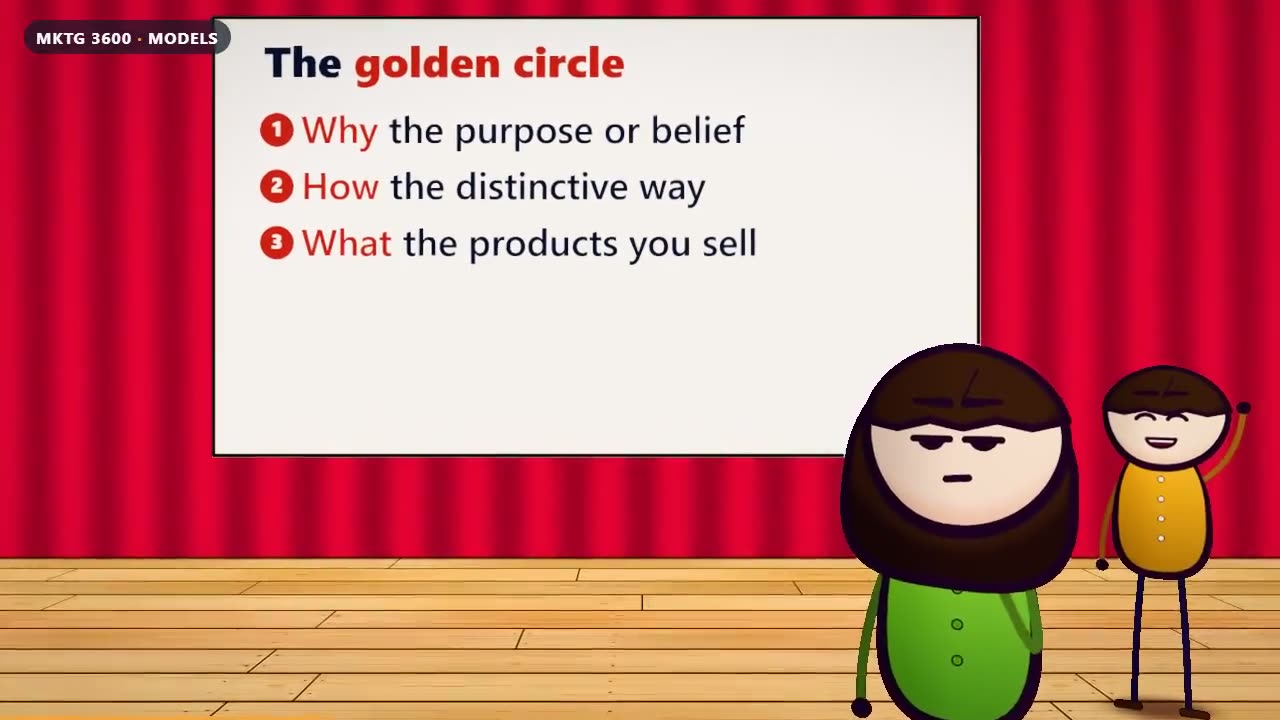 MKTG 3600 · MODELS
The golden circle
1 Why the purpose or belief
2 How the distinctive way
3 What the products you sell